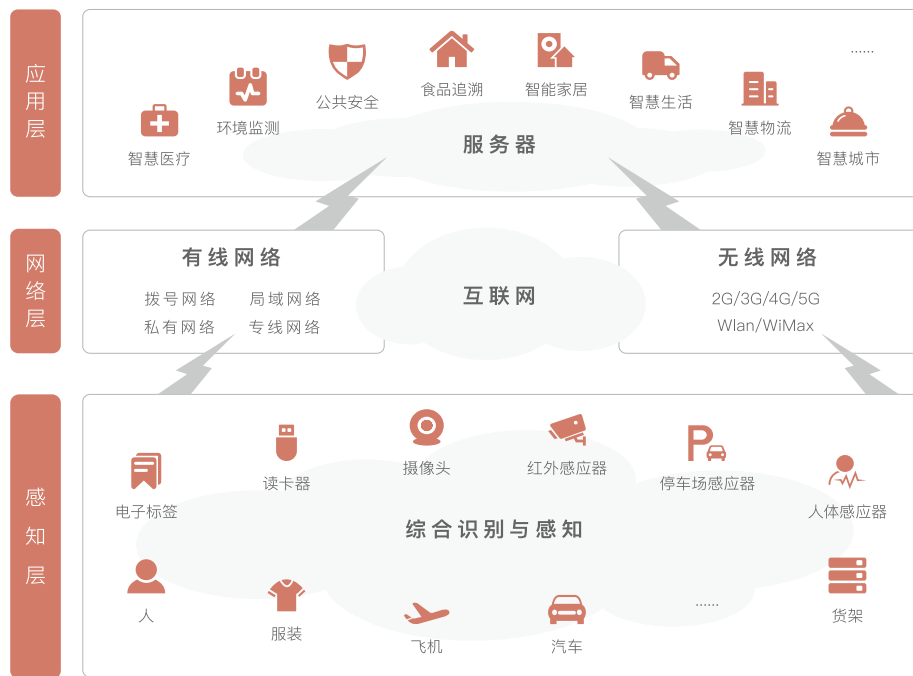 应用层
智慧医疗
环境监测
公共安全
食品追溯
智能家居
智慧生活
智慧物流
智慧城市
......
服务器
网络层
有线网络
拨号网络 局域网络
私有网络 专线网络
互联网
无线网络
2G/3G/4G/5G
Wlan/WiMax
感知层
电子标签
读卡器
摄像头
红外感应器
停车场感应器
人体感应器
综合识别与感知
人
服装
飞机
汽车
......
货架